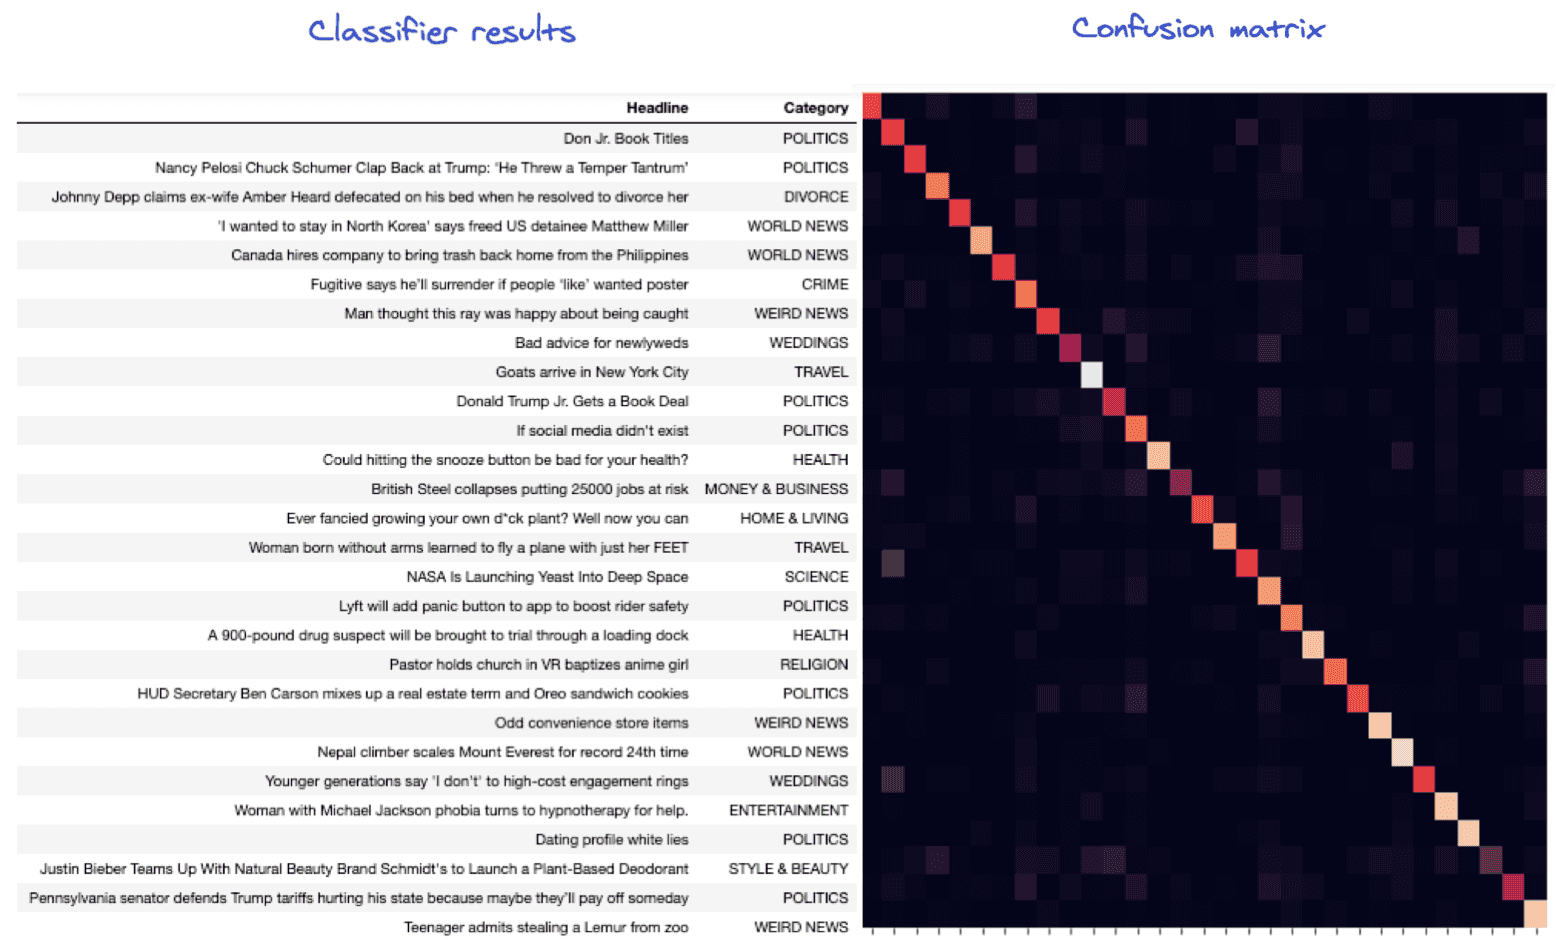 Classifier results
Confusion matrix
Headline Category
Don Jr. Book Titles POLITICS
Nancy Pelosi Chuck Schumer Clap Back at Trump: 'He Threw a Temper Tantrum' POLITICS
Johnny Depp claims ex-wife Amber Heard defecated on his bed when he resolved to divorce her DIVORCE
'I wanted to stay in North Korea' says freed US detainee Matthew Miller WORLD NEWS
Canada hires company to bring trash back home from the Philippines WORLD NEWS
Fugitive says he'll surrender if people 'like' wanted poster CRIME
Man thought this ray was happy about being caught WEIRD NEWS
Bad advice for newlyweds WEDDINGS
Goats arrive in New York City TRAVEL
Donald Trump Jr. Gets a Book Deal POLITICS
If social media didn't exist POLITICS
Could hitting the snooze button be bad for your health? HEALTH
British Steel collapses putting 25000 jobs at risk MONEY & BUSINESS
Ever fancied growing your own d*ck plant? Well now you can HOME & LIVING
Woman born without arms learned to fly a plane with just her FEET TRAVEL
NASA Is Launching Yeast Into Deep Space SCIENCE
Lyft will add panic button to app to boost rider safety POLITICS
A 900-pound drug suspect will be brought to trial through a loading dock HEALTH
Pastor holds church in VR baptizes anime girl RELIGION
HUD Secretary Ben Carson mixes up a real estate term and Oreo sandwich cookies POLITICS
Odd convenience store items WEIRD NEWS
Nepal climber scales Mount Everest for record 24th time WORLD NEWS
Younger generations say 'I don't' to high-cost engagement rings WEDDINGS
Woman with Michael Jackson phobia turns to hypnotherapy for help. ENTERTAINMENT
Dating profile white lies POLITICS
Justin Bieber Teams Up With Natural Beauty Brand Schmidt's to Launch a Plant-Based Deodorant STYLE & BEAUTY
Pennsylvania senator defends Trump tariffs hurting his state because maybe they'll pay off someday POLITICS
Teenager admits stealing a Lemur from zoo WEIRD NEWS